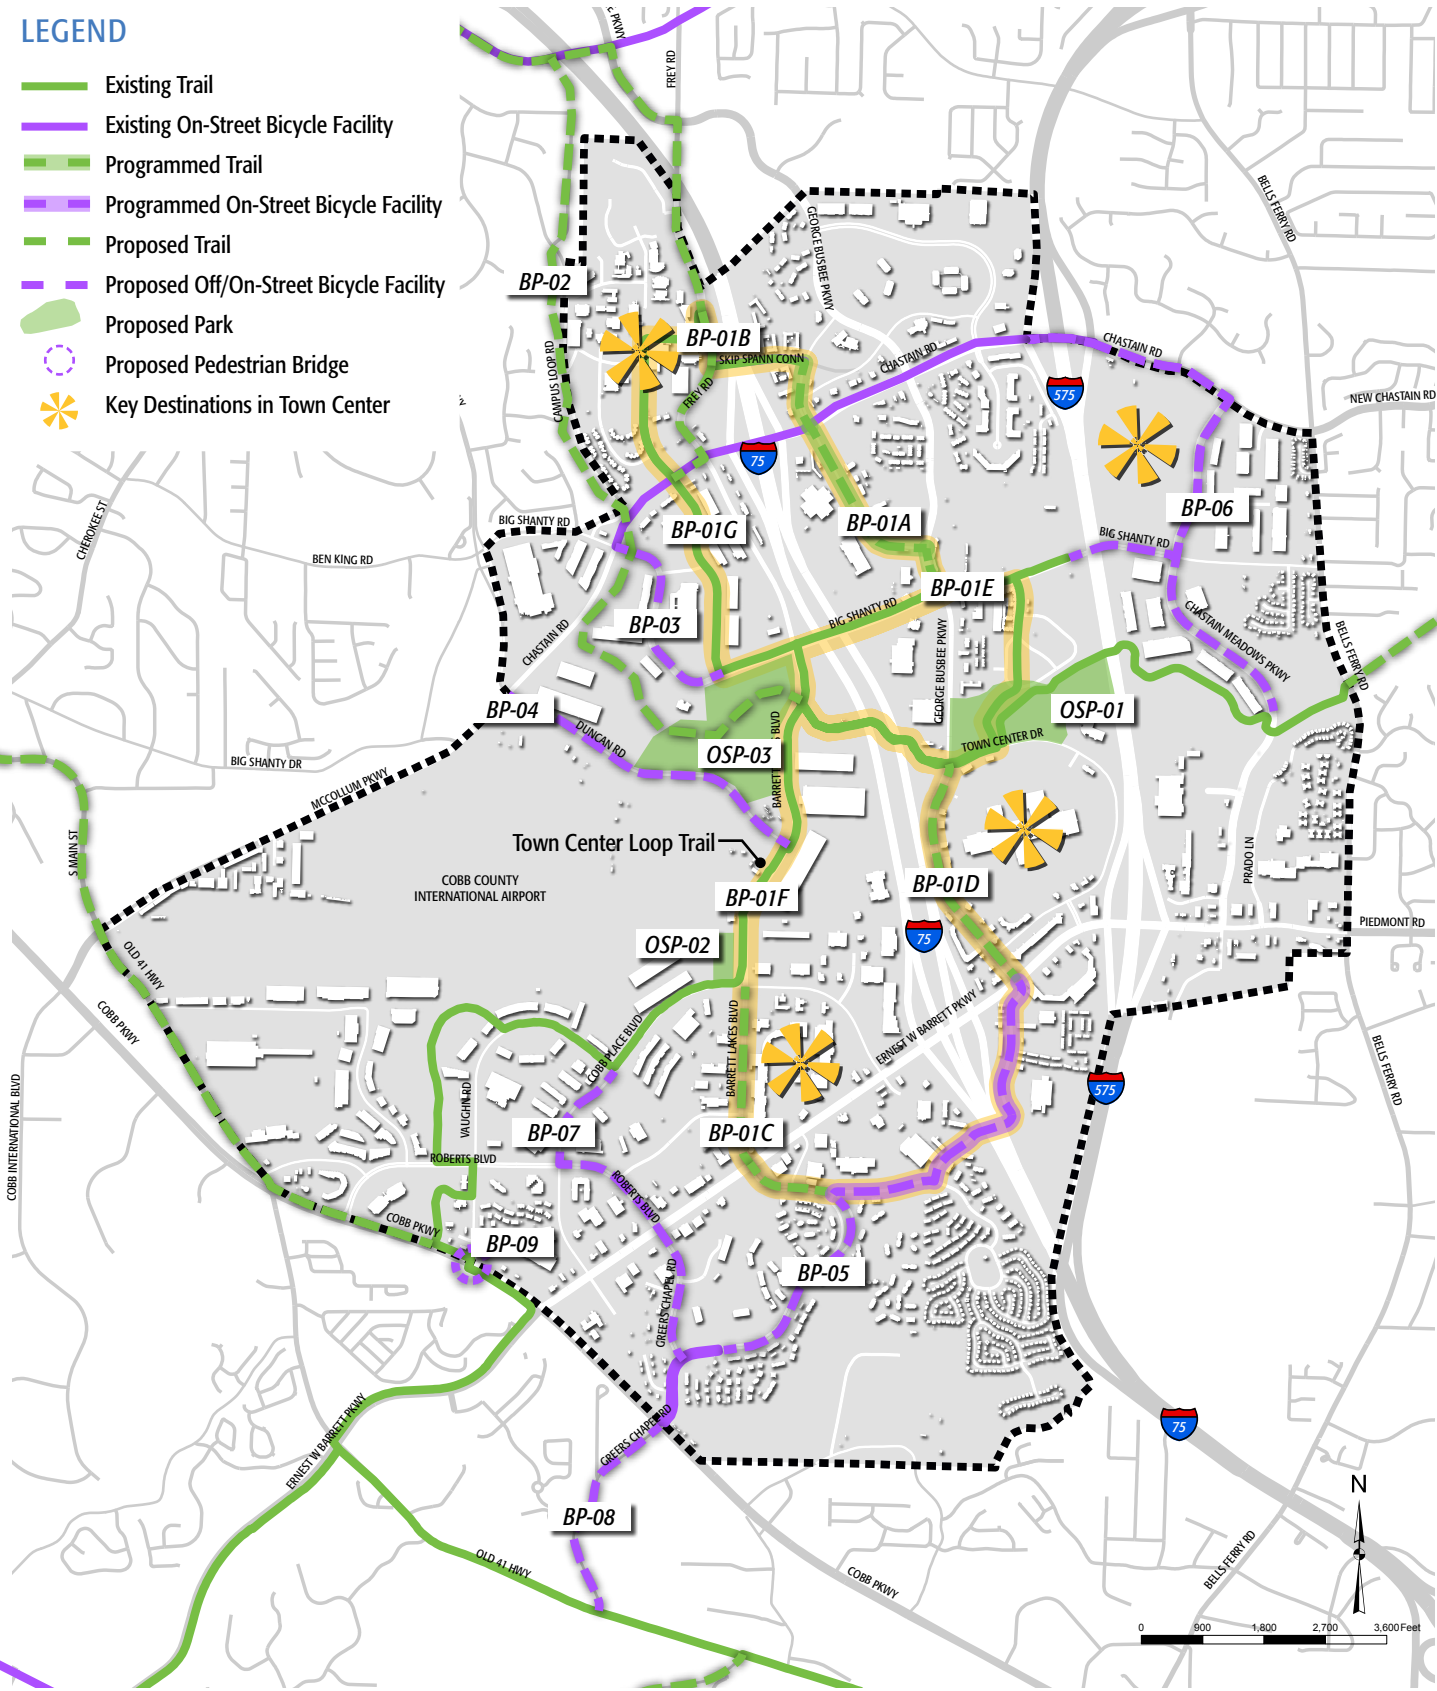 LEGEND
Existing Trail
Existing On-Street Bicycle Facility
Programmed Trail
Programmed On-Street Bicycle Facility
Proposed Trail
Proposed Off/On-Street Bicycle Facility
Proposed Park
Proposed Pedestrian Bridge
Key Destinations in Town Center
PKWY
FREY RD
BELLS FERRY RD
GEORGE BUSBEE PKWY
BP-02
BP-01B
SKIP SPANN CONN
CHASTAIN RD
CHASTAIN RD
CAMPUS LOOP RD
FREY RD
575
NEW CHASTAIN RD
75
CHEROKEE ST
BIG SHANTY RD
BP-01G
BP-01A
BP-06
BIG SHANTY RD
BEN KING RD
BP-01E
BIG SHANTY RD
BP-03
CHASTAIN RD
GEORGE BUSBEE PKWY
CHASTAIN MEADOWS PKWY
BELLS FERRY RD
BP-04
OSP-01
DUNCAN RD
TOWN CENTER DR
OSP-03
BIG SHANTY DR
MCCOLLUM PKWY
S MAIN ST
Town Center Loop Trail
PRADO LN
COBB COUNTY
INTERNATIONAL AIRPORT
BP-01F
BP-01D
PIEDMONT RD
75
OSP-02
OLD 41 HWY
COBB PKWY
BARRETT LAKES BLVD
ERNEST W BARRETT PKWY
COBB PLACE BLVD
BELLS FERRY RD
575
COBB INTERNATIONAL BLVD
VAUGHN RD
BP-07
BP-01C
ROBERTS BLVD
ROBERTS BLVD
COBB PKWY
BP-09
BP-05
GREERS CHAPEL RD
ERNEST W BARRETT PKWY
GREERS CHAPEL RD
75
BP-08
N
OLD 41 HWY
COBB PKWY
BELLS FERRY RD
0 900 1,800 2,700 3,600 Feet